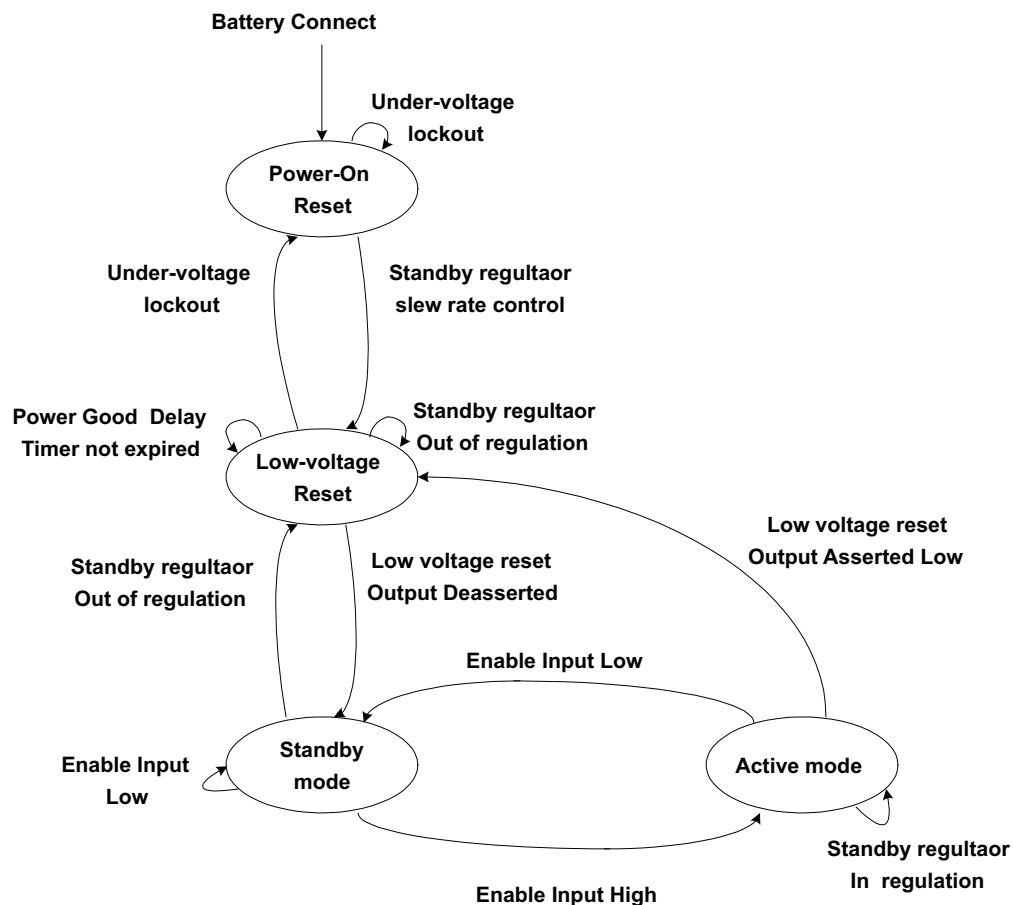 Battery Connect
Under-voltage
lockout
Power-On
Reset
Under-voltage
lockout
Standby regultaor
slew rate control
Power Good Delay
Timer not expired
Standby regultaor
Out of regulation
Low-voltage
Reset
Low voltage reset
Output Asserted Low
Standby regultaor
Out of regulation
Low voltage reset
Output Deasserted
Enable Input Low
Enable Input
Low
Standby
mode
Active mode
Standby regultaor
In regulation
Enable Input High